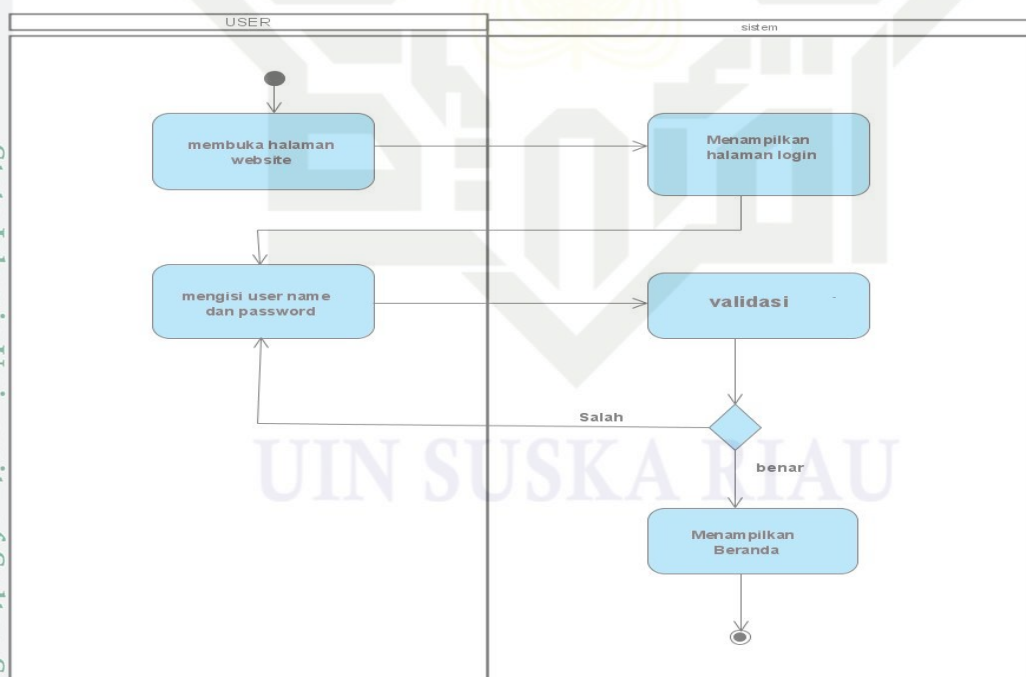 USER
sistem
membuka halaman
website
Menampilkan
halaman login
mengisi user name
dan password
validasi
Salah
benar
UIN SUSKA RIAU
Menampilkan
Beranda